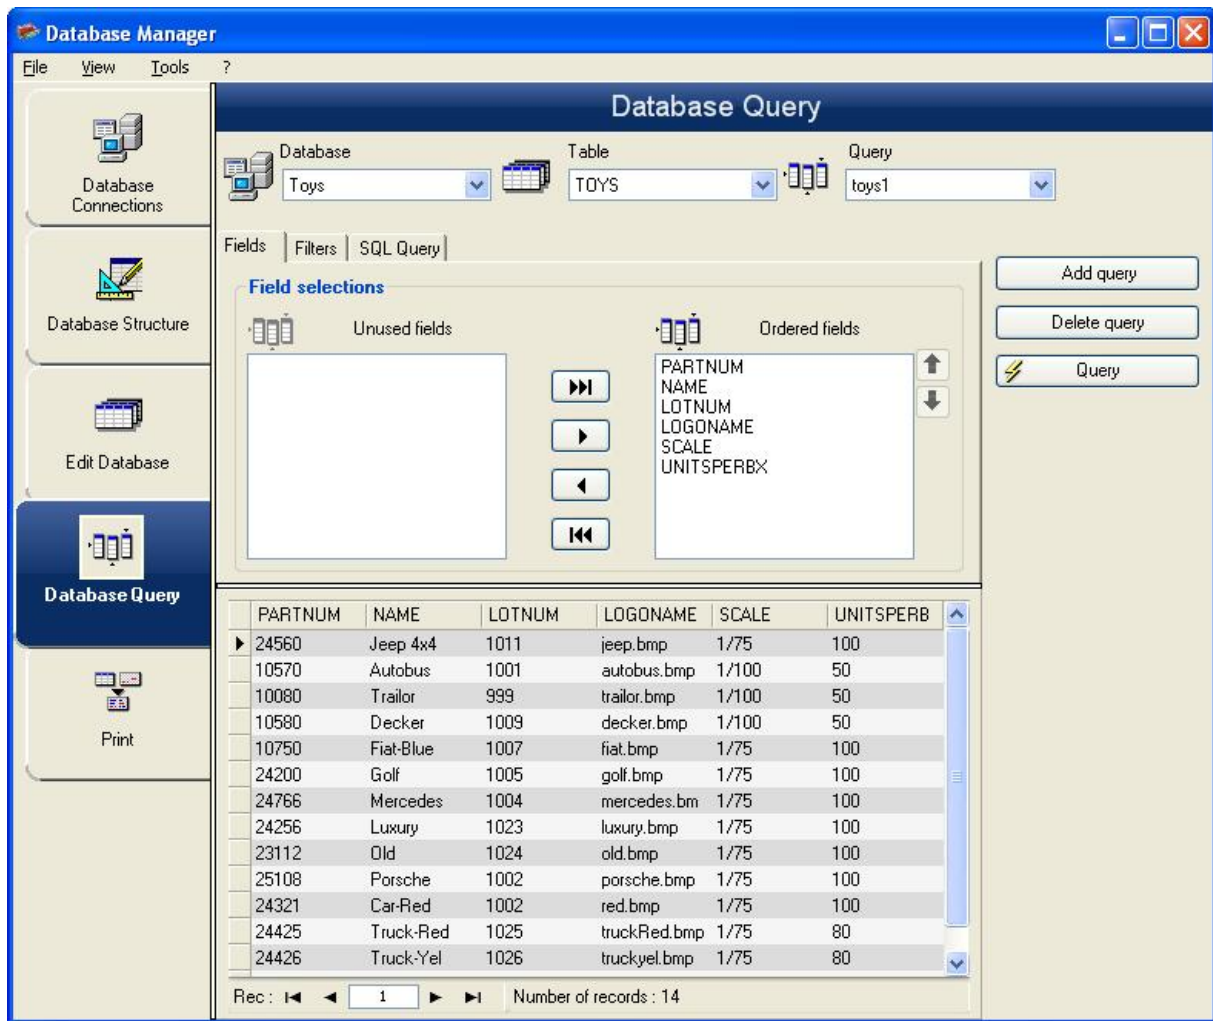 Database Manager
File View Tools ?
Database Query
Database Connections
Database Structure
Edit Database
Database Query
Print
Database Table Query
Toys TOYS toys1
Fields Filters SQL Query
Field selections
Unused fields Ordered fields
PARTNUM
NAME
LOTNUM
LOGONAME
SCALE
UNITSPERBX
Add query
Delete query
Query
PARTNUM NAME LOTNUM LOGONAME SCALE UNITSPERB
24560 Jeep 4x4 1011 jeep.bmp 1/75 100
10570 Autobus 1001 autobus.bmp 1/100 50
10080 Trailor 999 trailor.bmp 1/100 50
10580 Decker 1009 decker.bmp 1/100 50
10750 Fiat-Blue 1007 fiat.bmp 1/75 100
24200 Golf 1005 golf.bmp 1/75 100
24766 Mercedes 1004 mercedes.bm 1/75 100
24256 Luxury 1023 luxury.bmp 1/75 100
23112 Old 1024 old.bmp 1/75 100
25108 Porsche 1002 porsche.bmp 1/75 100
24321 Car-Red 1002 red.bmp 1/75 100
24425 Truck-Red 1025 truckRed.bmp 1/75 80
24426 Truck-Yel 1026 truckyel.bmp 1/75 80
Rec : 1 Number of records : 14